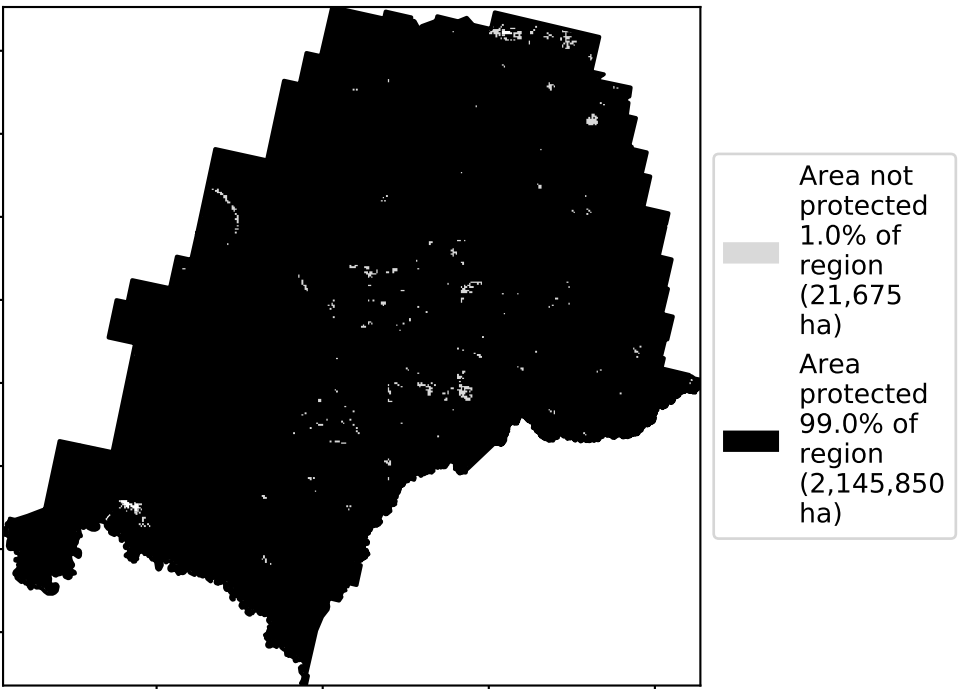 Area not
protected
1.0% of
region
(21,675
ha)
Area
protected
99.0% of
region
(2,145,850
ha)